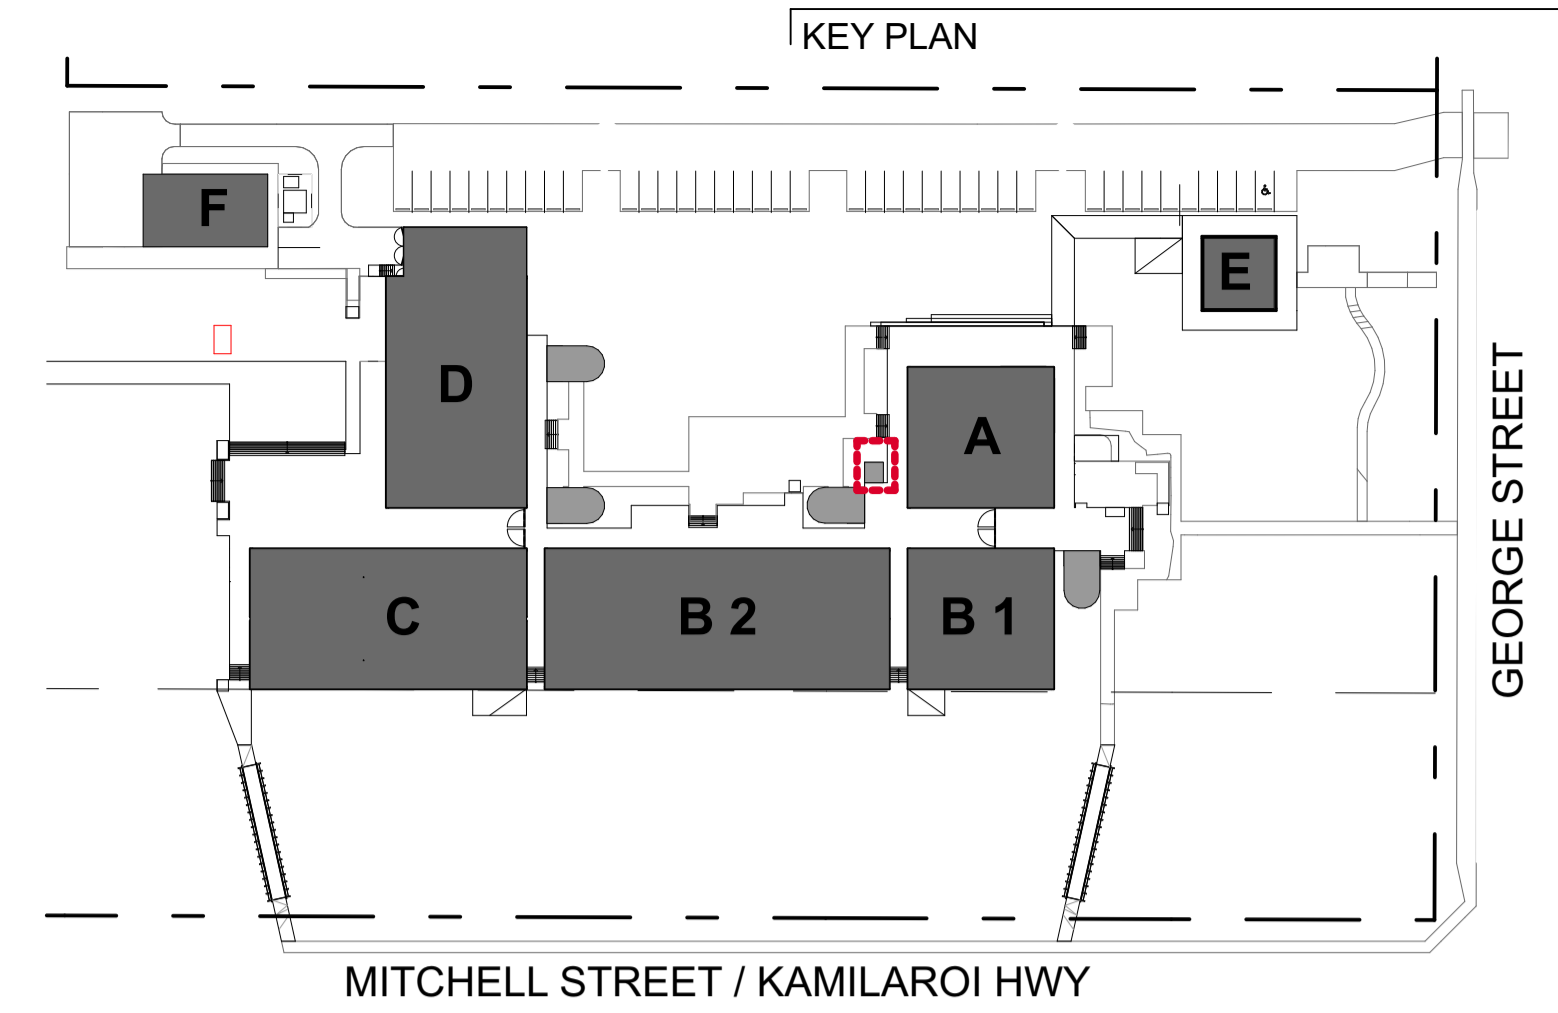 KEY PLAN
F
E
D
A
GEORGE STREET
C
B 2
B 1
MITCHELL STREET / KAMILAROI HWY